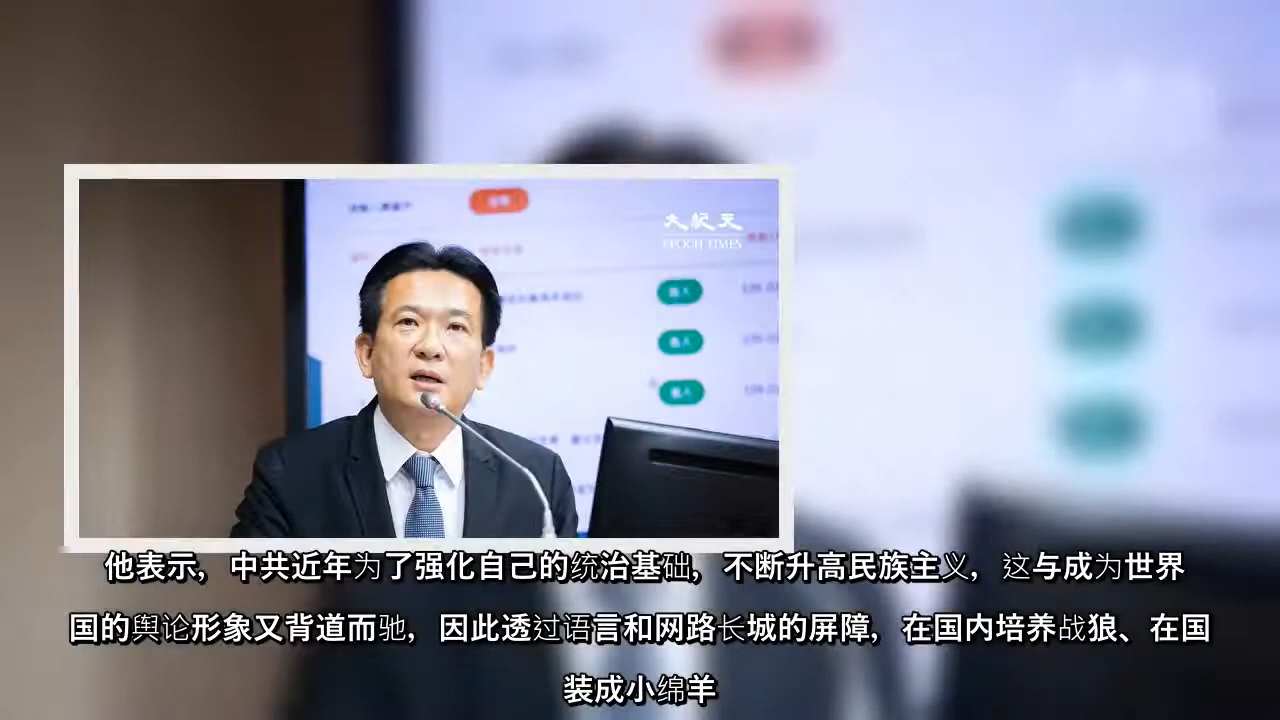 大紀元
EPOCH TIMES
他表示，中共近年为了强化自己的统治基础，不断升高民族主义，这与成为世界
国的舆论形象又背道而驰，因此透过语言和网路长城的屏障，在国内培养战狼、在国
装成小绵羊